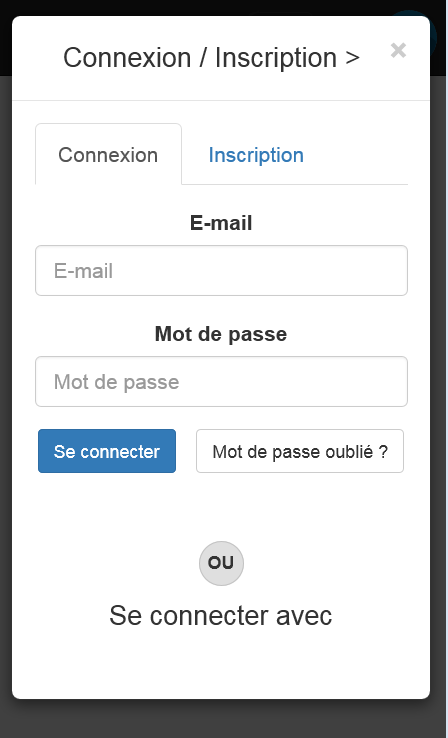 Connexion / Inscription >
×
Connexion
Inscription
E-mail
E-mail
Mot de passe
Mot de passe
Se connecter
Mot de passe oublié ?
OU
Se connecter avec